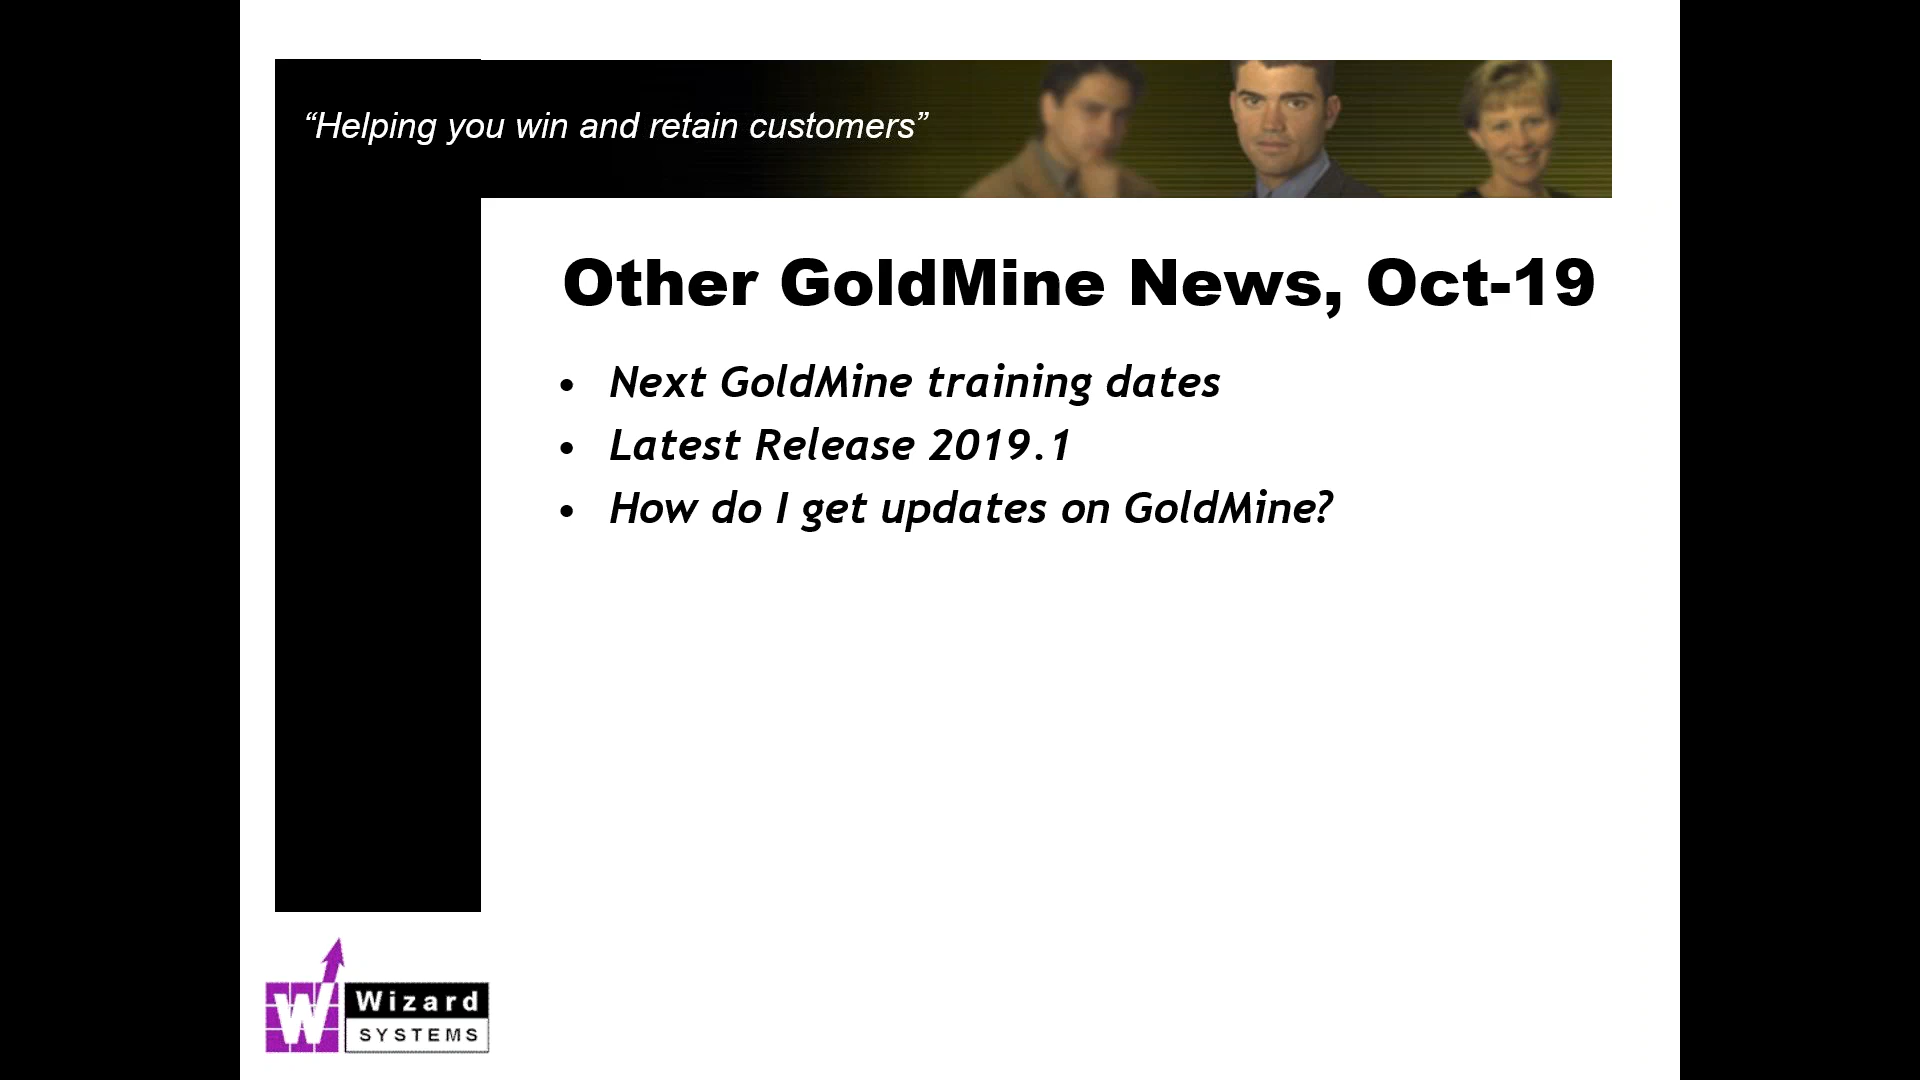 “Helping you win and retain customers”
Other GoldMine News, Oct-19
• Next GoldMine training dates
• Latest Release 2019.1
• How do I get updates on GoldMine?
W
Wizard
SYSTEMS